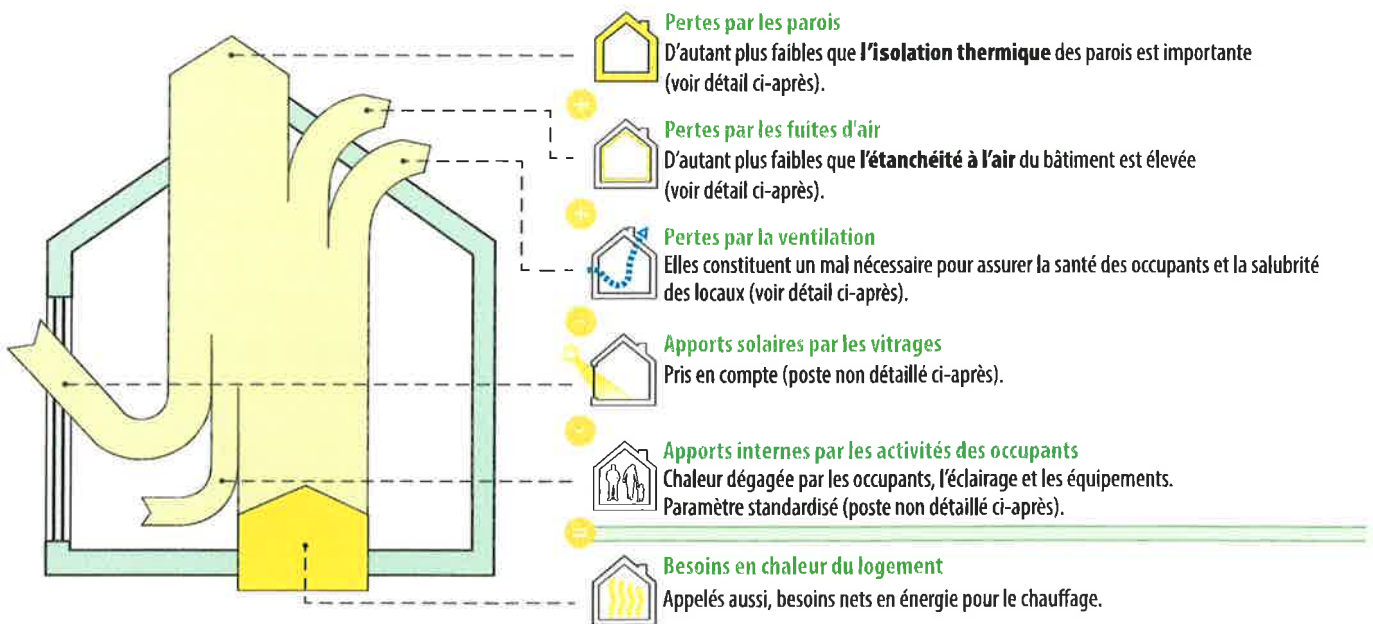 Pertes par les parois
D'autant plus faibles que l'isolation thermique des parois est importante
(voir détail ci-après).
+
Pertes par les fuites d'air
D'autant plus faibles que l'étanchéité à l'air du bâtiment est élevée
(voir détail ci-après).
+
Pertes par la ventilation
Elles constituent un mal nécessaire pour assurer la santé des occupants et la salubrité
des locaux (voir détail ci-après).
-
Apports solaires par les vitrages
Pris en compte (poste non détaillé ci-après).
-
Apports internes par les activités des occupants
Chaleur dégagée par les occupants, l'éclairage et les équipements.
Paramètre standardisé (poste non détaillé ci-après).
=
Besoins en chaleur du logement
Appelés aussi, besoins nets en énergie pour le chauffage.